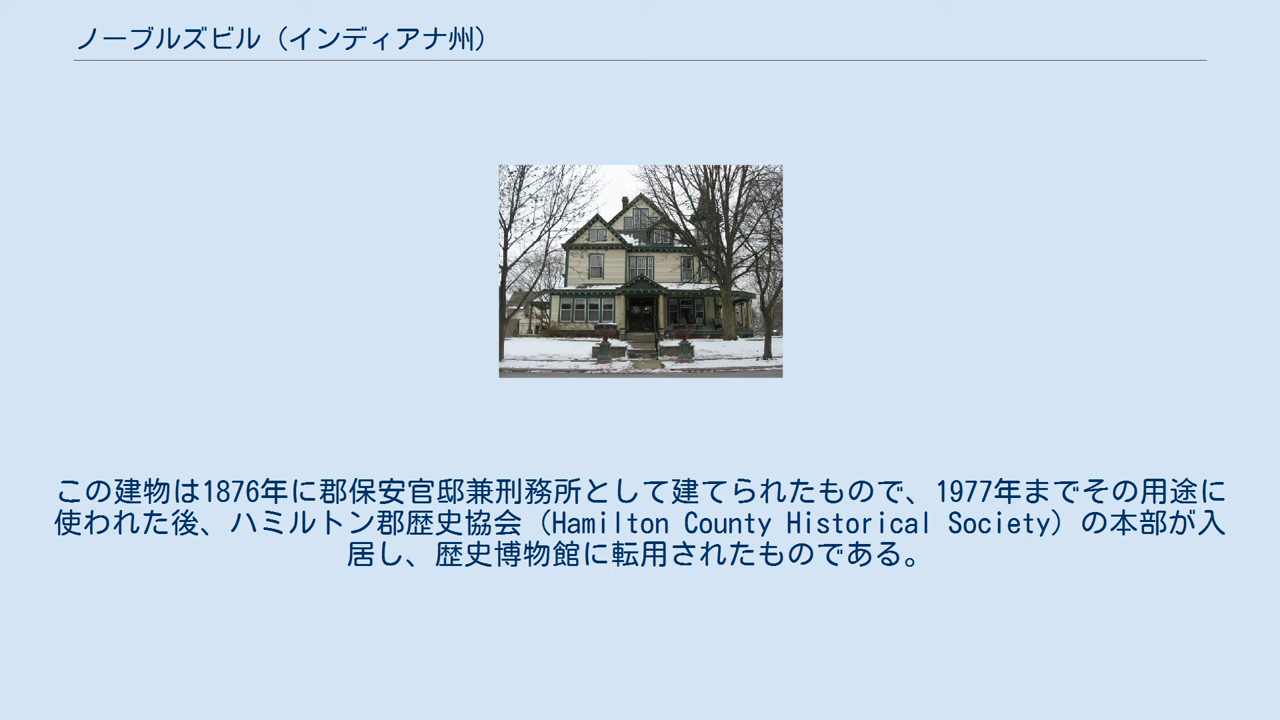 ノーブルズビル（インディアナ州）
この建物は1876年に郡保安官邸兼刑務所として建てられたもので、1977年までその用途に
使われた後、ハミルトン郡歴史協会（Hamilton County Historical Society）の本部が入
居し、歴史博物館に転用されたものである。